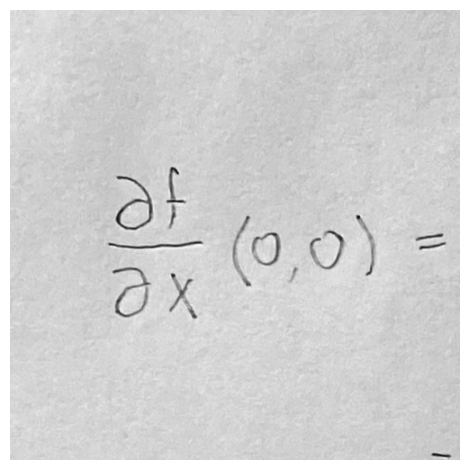 ∂f/∂x (0,0) =